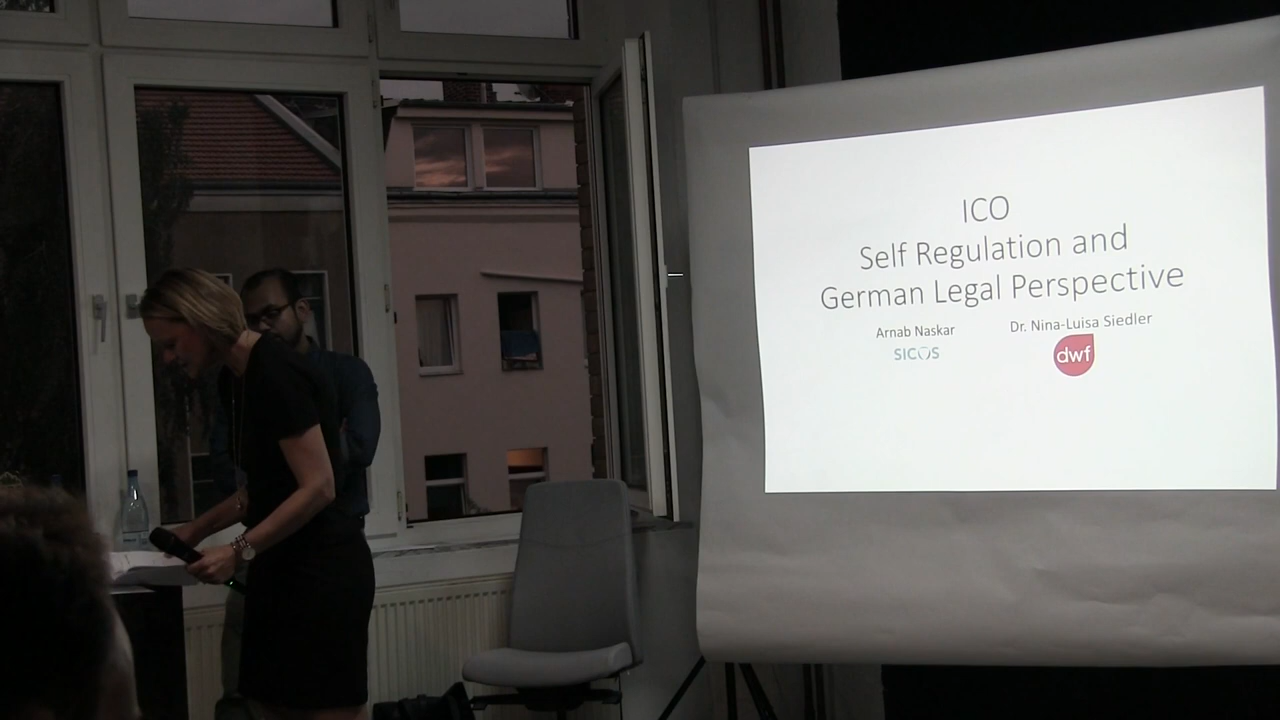 ICO
Self Regulation and
German Legal Perspective
Arnab Naskar Dr. Nina-Luisa Siedler
SICOS dwf